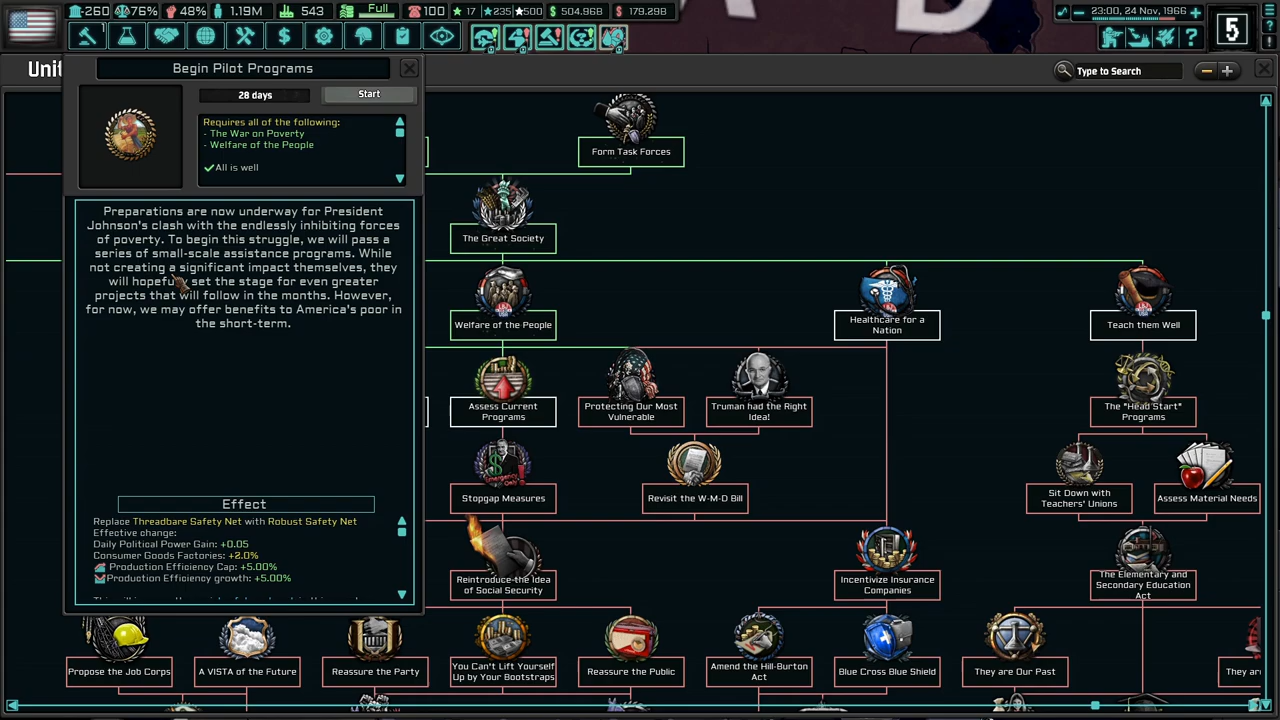 -260 76% 48% 1.19M 543 Full 100 17 235 500 504.968 179.298
23:00, 24 Nov, 1966
5
Unit
Begin Pilot Programs
Type to Search
28 days
Start
Requires all of the following:
- The War on Poverty
- Welfare of the People
All is well
Preparations are now underway for President
Johnson's clash with the endlessly inhibiting forces
of poverty. To begin this struggle, we will pass a
series of small-scale assistance programs. While
not creating a significant impact themselves, they
will hopefully set the stage for even greater
projects that will follow in the months. However,
for now, we may offer benefits to America's poor in
the short-term.
Effect
Replace Threadbare Safety Net with Robust Safety Net
Effective change:
Daily Political Power Gain: +0.05
Consumer Goods Factories: +2.0%
Production Efficiency Cap: +5.00%
Production Efficiency growth: +5.00%
Form Task Forces
The Great Society
Welfare of the People
Healthcare for a
Nation
Teach them Well
Assess Current
Programs
Protecting Our Most
Vulnerable
Truman had the Right
Idea!
The "Head Start"
Programs
Stopgap Measures
Revisit the W-M-D Bill
Sit Down with
Teachers' Unions
Assess Material Needs
Reintroduce the Idea
of Social Security
Incentivize Insurance
Companies
The Elementary and
Secondary Education
Act
Propose the Job Corps
A VISTA of the Future
Reassure the Party
You Can't Lift Yourself
Up by Your Bootstraps
Reassure the Public
Amend the Hill-Burton
Act
Blue Cross Blue Shield
They are Our Past
They ar